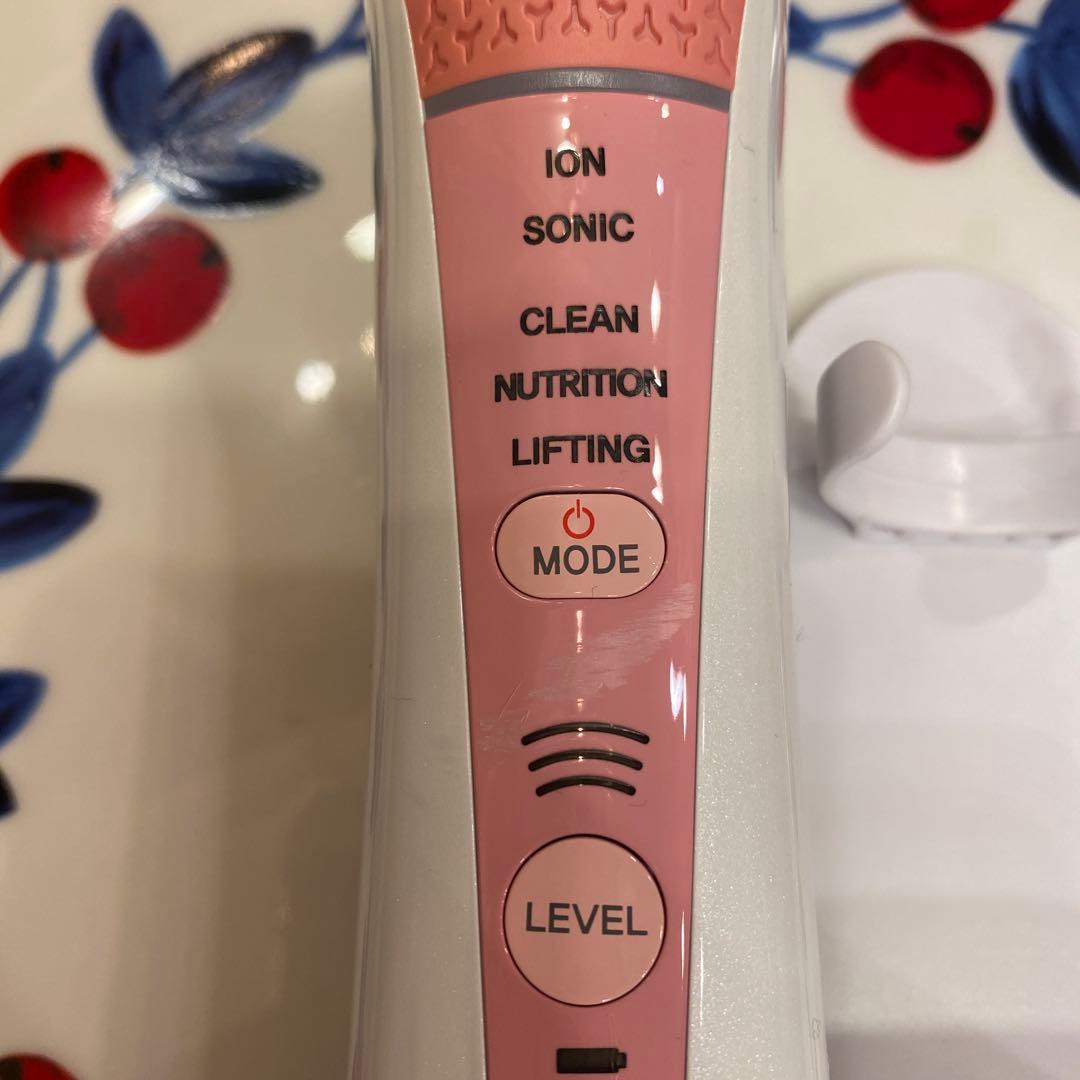 ION
SONIC
CLEAN
NUTRITION
LIFTING
MODE
LEVEL